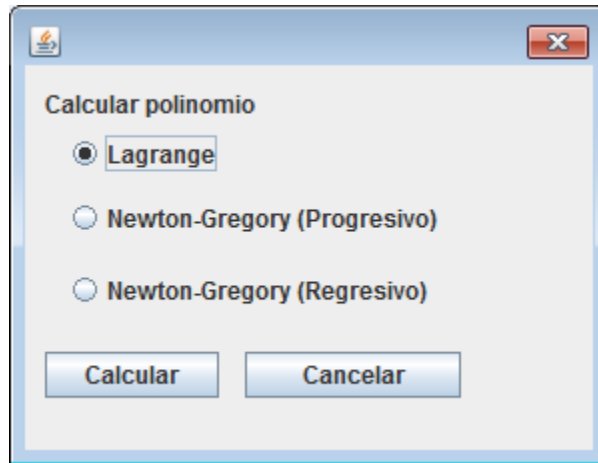 Calcular polinomio
Lagrange
Newton-Gregory (Progresivo)
Newton-Gregory (Regresivo)
Calcular Cancelar